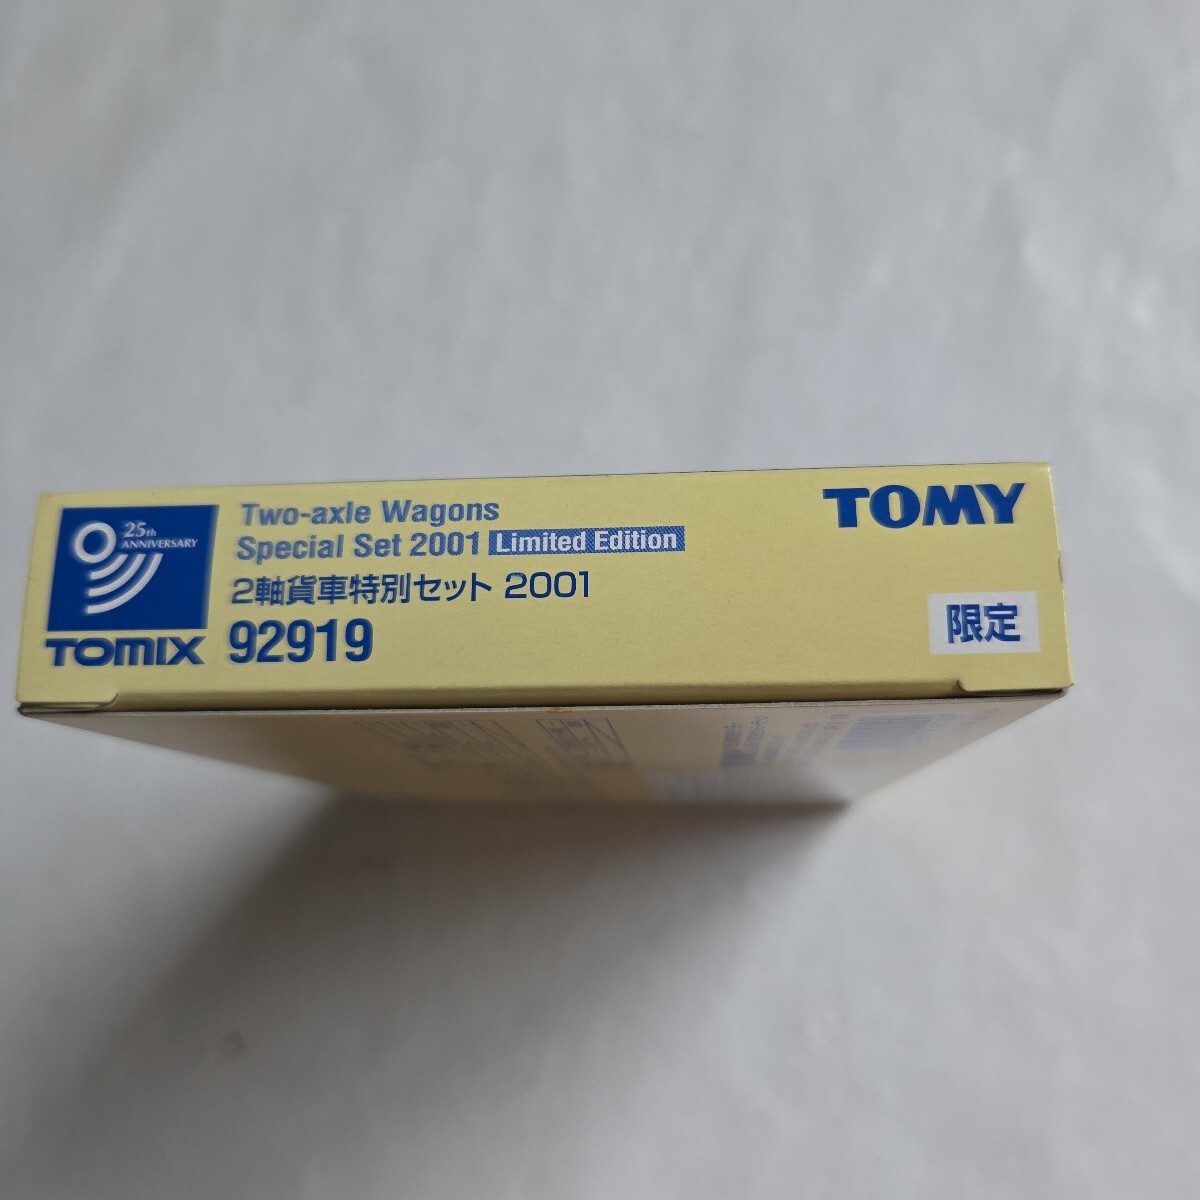 25th
ANNIVERSARY
TOMIX
Two-axle Wagons
Special Set 2001 Limited Edition
2軸貨車特別セット 2001
92919
TOMY
限定